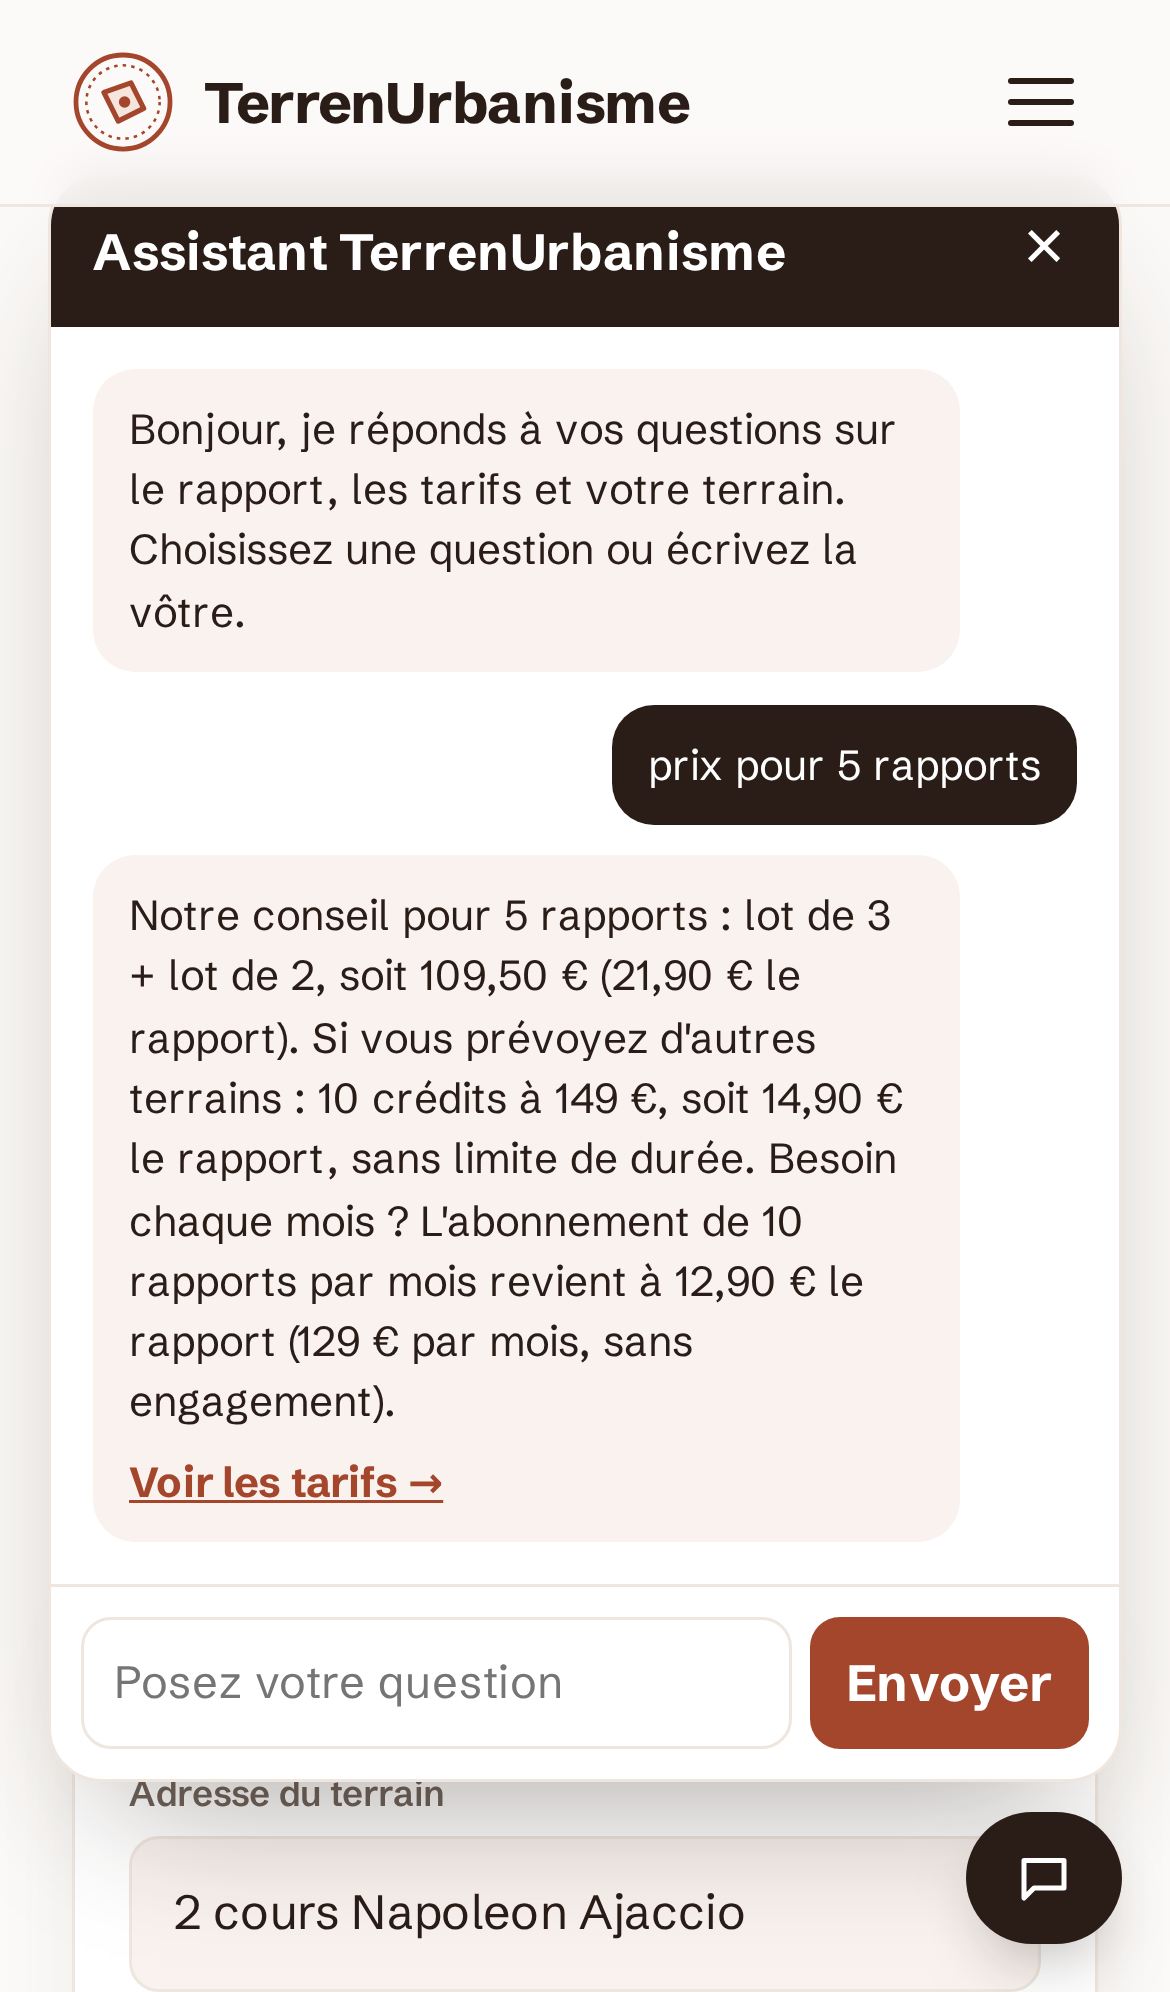 TerrenUrbanisme
Assistant TerrenUrbanisme
Bonjour, je réponds à vos questions sur
le rapport, les tarifs et votre terrain.
Choisissez une question ou écrivez la
vôtre.
prix pour 5 rapports
Notre conseil pour 5 rapports : lot de 3
+ lot de 2, soit 109,50 € (21,90 € le
rapport). Si vous prévoyez d'autres
terrains : 10 crédits à 149 €, soit 14,90 €
le rapport, sans limite de durée. Besoin
chaque mois ? L'abonnement de 10
rapports par mois revient à 12,90 € le
rapport (129 € par mois, sans
engagement).
Voir les tarifs →
Posez votre question
Envoyer
Adresse du terrain
2 cours Napoleon Ajaccio